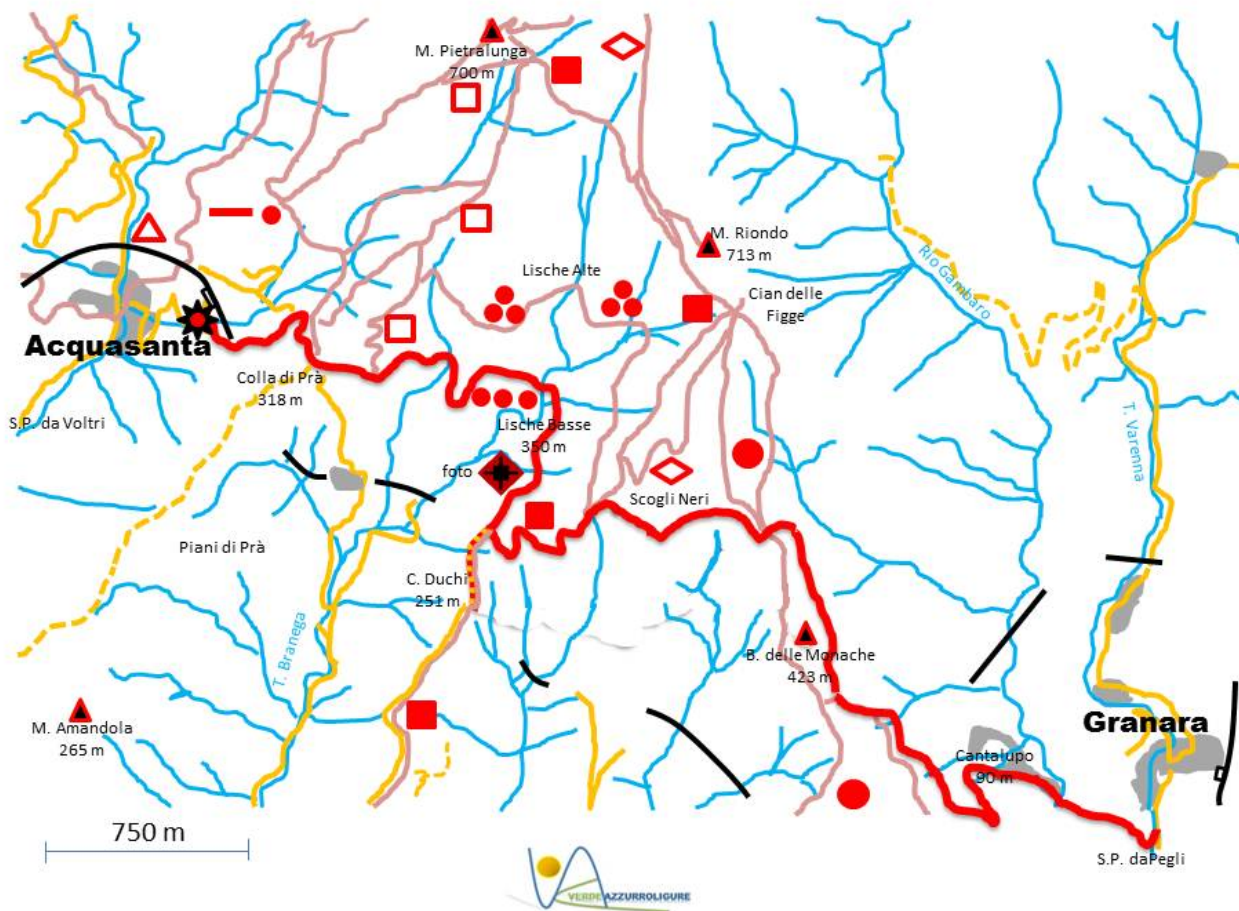 M. Pietralunga
700 m
M. Riondo
713 m
Lische Alte
Cian delle
Figge
Rio Gambaro
Acquasanta
Colla di Prà
318 m
S.P. da Voltri
Lische Basse
350 m
foto
Scogli Neri
T. Varenna
Piani di Prà
C. Duchi
251 m
T. Branega
B. delle Monache
423 m
M. Amandola
265 m
Granara
Cantalupo
90 m
750 m
S.P. daPegli
VERDEAZZURROLIGURE